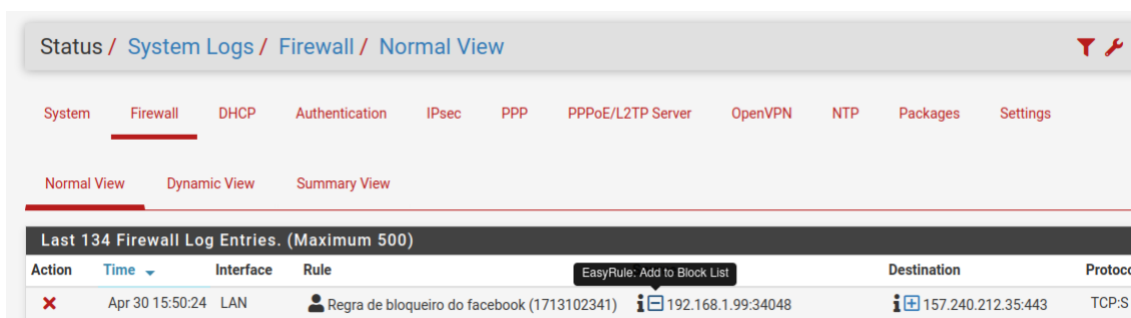 Status / System Logs / Firewall / Normal View
System Firewall DHCP Authentication IPsec PPP PPPoE/L2TP Server OpenVPN NTP Packages Settings
Normal View Dynamic View Summary View
Last 134 Firewall Log Entries. (Maximum 500)
EasyRule: Add to Block List
Action Time Interface Rule Destination Protoco
Apr 30 15:50:24 LAN Regra de bloqueiro do facebook (1713102341) 192.168.1.99:34048 157.240.212.35:443 TCP:S